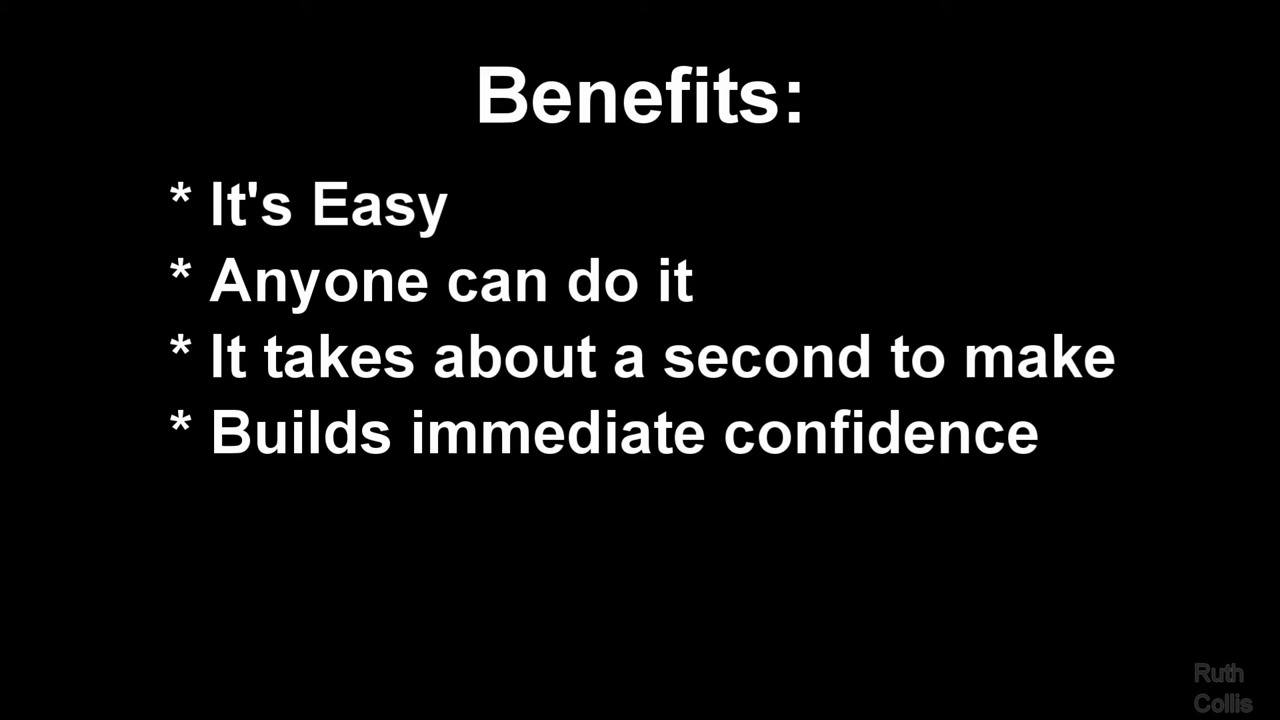 Benefits:
* It's Easy
* Anyone can do it
* It takes about a second to make
* Builds immediate confidence
Ruth
Collis